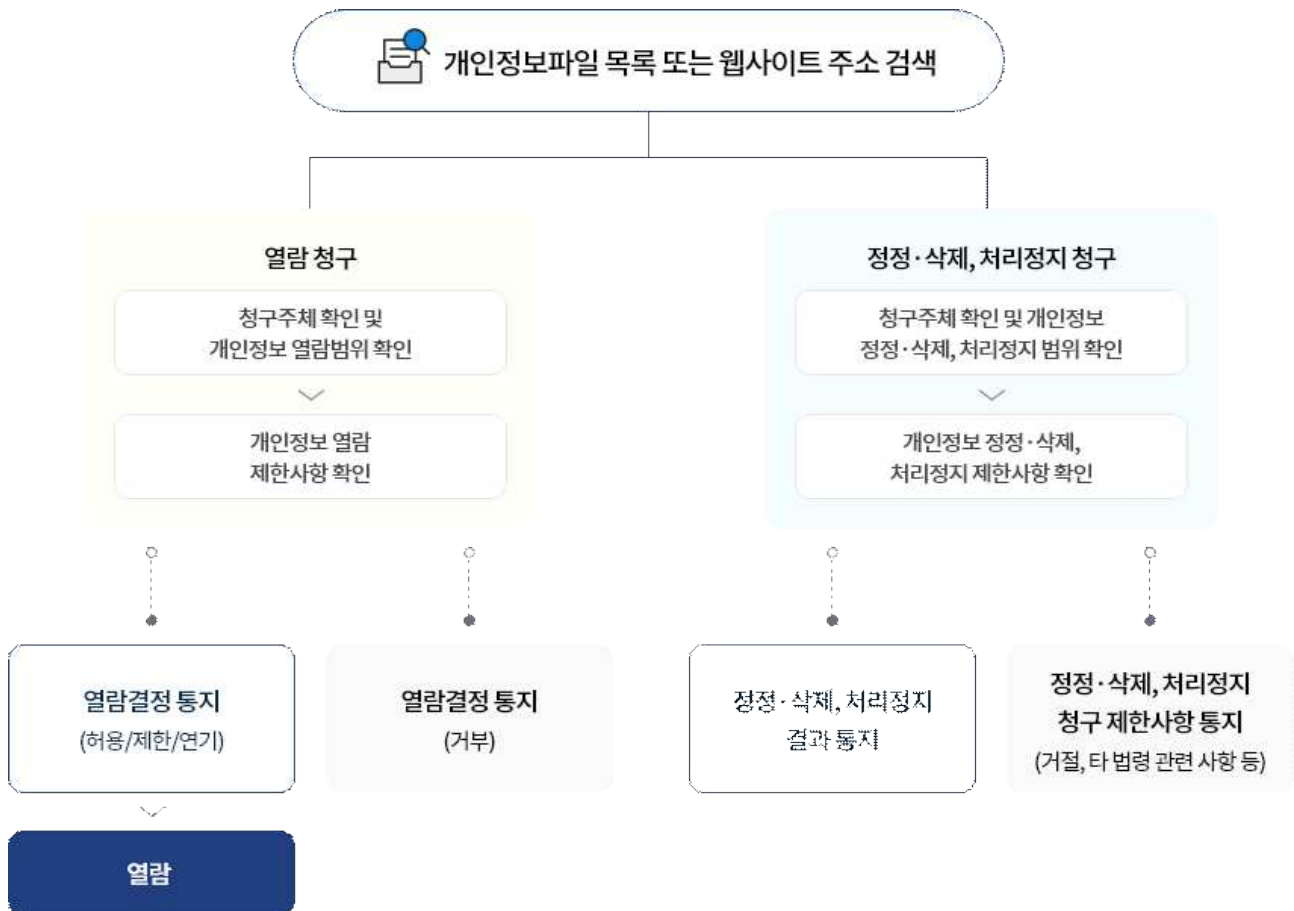 개인정보파일 목록 또는 웹사이트 주소 검색
열람 청구
청구주체 확인 및
개인정보 열람범위 확인
개인정보 열람
제한사항 확인
정정·삭제, 처리정지 청구
청구주체 확인 및 개인정보
정정·삭제, 처리정지 범위 확인
개인정보 정정·삭제,
처리정지 제한사항 확인
열람결정 통지
(허용/제한/연기)
열람결정 통지
(거부)
정정·삭제, 처리정지
결과 통지
정정·삭제, 처리정지
청구 제한사항 통지
(거절, 타 법령 관련 사항 등)
열람